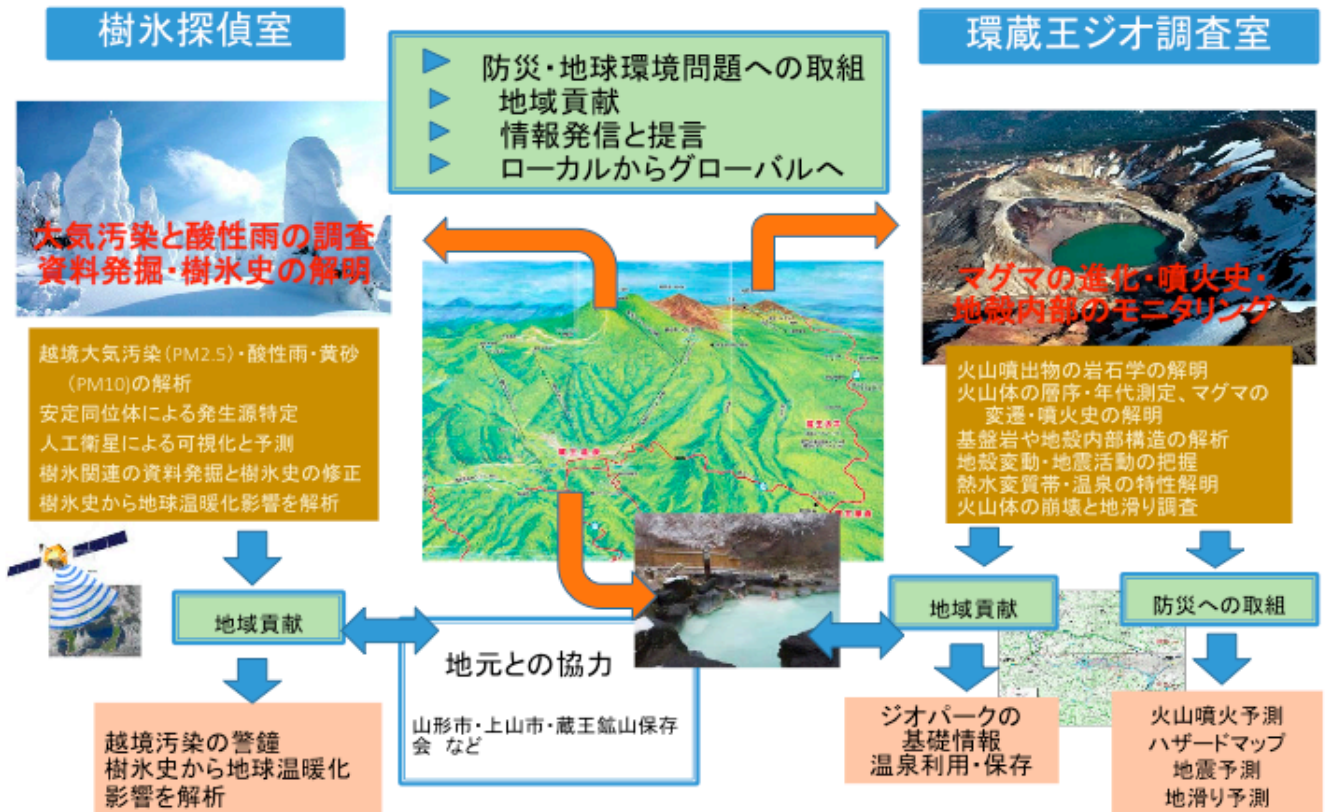 樹氷探偵室
防災・地球環境問題への取組
地域貢献
情報発信と提言
ローカルからグローバルへ
環蔵王ジオ調査室
大気汚染と酸性雨の調査
資料発掘・樹氷史の解明
マグマの進化・噴火史・
地殻内部のモニタリング
越境大気汚染(PM2.5)・酸性雨・黄砂
(PM10)の解析
安定同位体による発生源特定
人工衛星による可視化と予測
樹氷関連の資料発掘と樹氷史の修正
樹氷史から地球温暖化影響を解析
火山噴出物の岩石学の解明
火山体の層序・年代測定、マグマの
変遷・噴火史の解明
基盤岩や地殻内部構造の解析
地殻変動・地震活動の把握
熱水変質帯・温泉の特性解明
火山体の崩壊と地滑り調査
地域貢献
越境汚染の警鐘
樹氷史から地球温暖化
影響を解析
地元との協力
山形市・上山市・蔵王鉱山保存
会 など
地域貢献
ジオパークの
基礎情報
温泉利用・保存
防災への取組
火山噴火予測
ハザードマップ
地震予測
地滑り予測